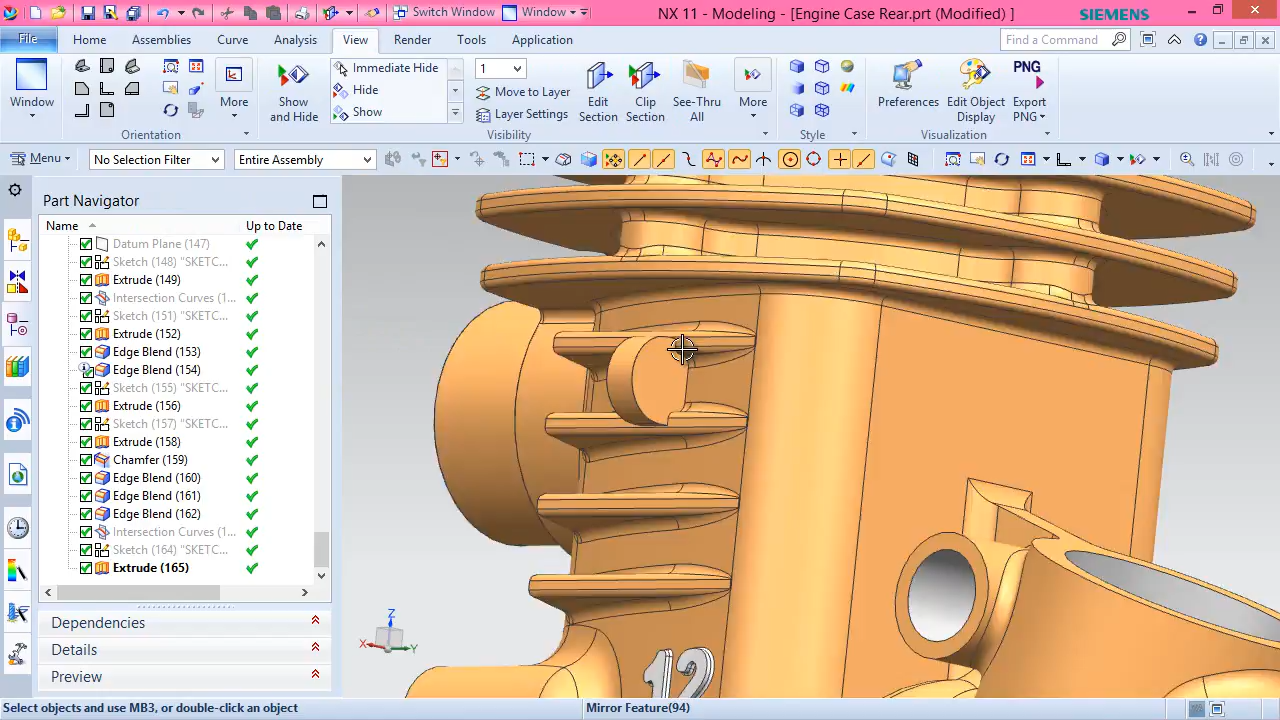 Switch Window Window NX 11 - Modeling - [Engine Case Rear.prt (Modified) ] SIEMENS
File Home Assemblies Curve Analysis View Render Tools Application Find a Command
Window
More
Orientation
Show and Hide
Immediate Hide
Hide
Show
1
Move to Layer
Layer Settings
Edit Section
Clip Section
See-Thru All
More
Visibility
Style
Preferences
Edit Object Display
PNG
Export PNG
Visualization
Menu No Selection Filter Entire Assembly
Part Navigator
Name Up to Date
Datum Plane (147)
Sketch (148) "SKETC...
Extrude (149)
Intersection Curves (1...
Sketch (151) "SKETC...
Extrude (152)
Edge Blend (153)
Edge Blend (154)
Sketch (155) "SKETC...
Extrude (156)
Sketch (157) "SKETC...
Extrude (158)
Chamfer (159)
Edge Blend (160)
Edge Blend (161)
Edge Blend (162)
Intersection Curves (1...
Sketch (164) "SKETC...
Extrude (165)
Dependencies
Details
Preview
Z
X
Y
12
Select objects and use MB3, or double-click an object Mirror Feature(94)